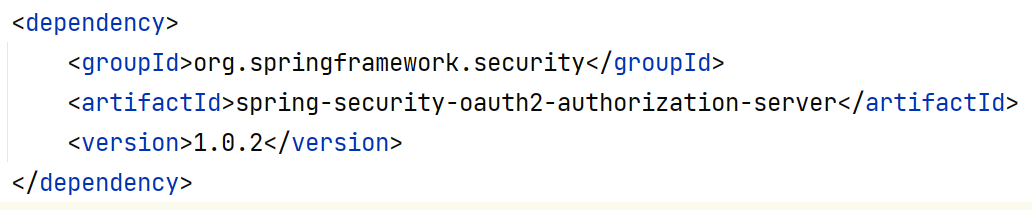 <dependency>
    <groupId>org.springframework.security</groupId>
    <artifactId>spring-security-oauth2-authorization-server</artifactId>
    <version>1.0.2</version>
</dependency>